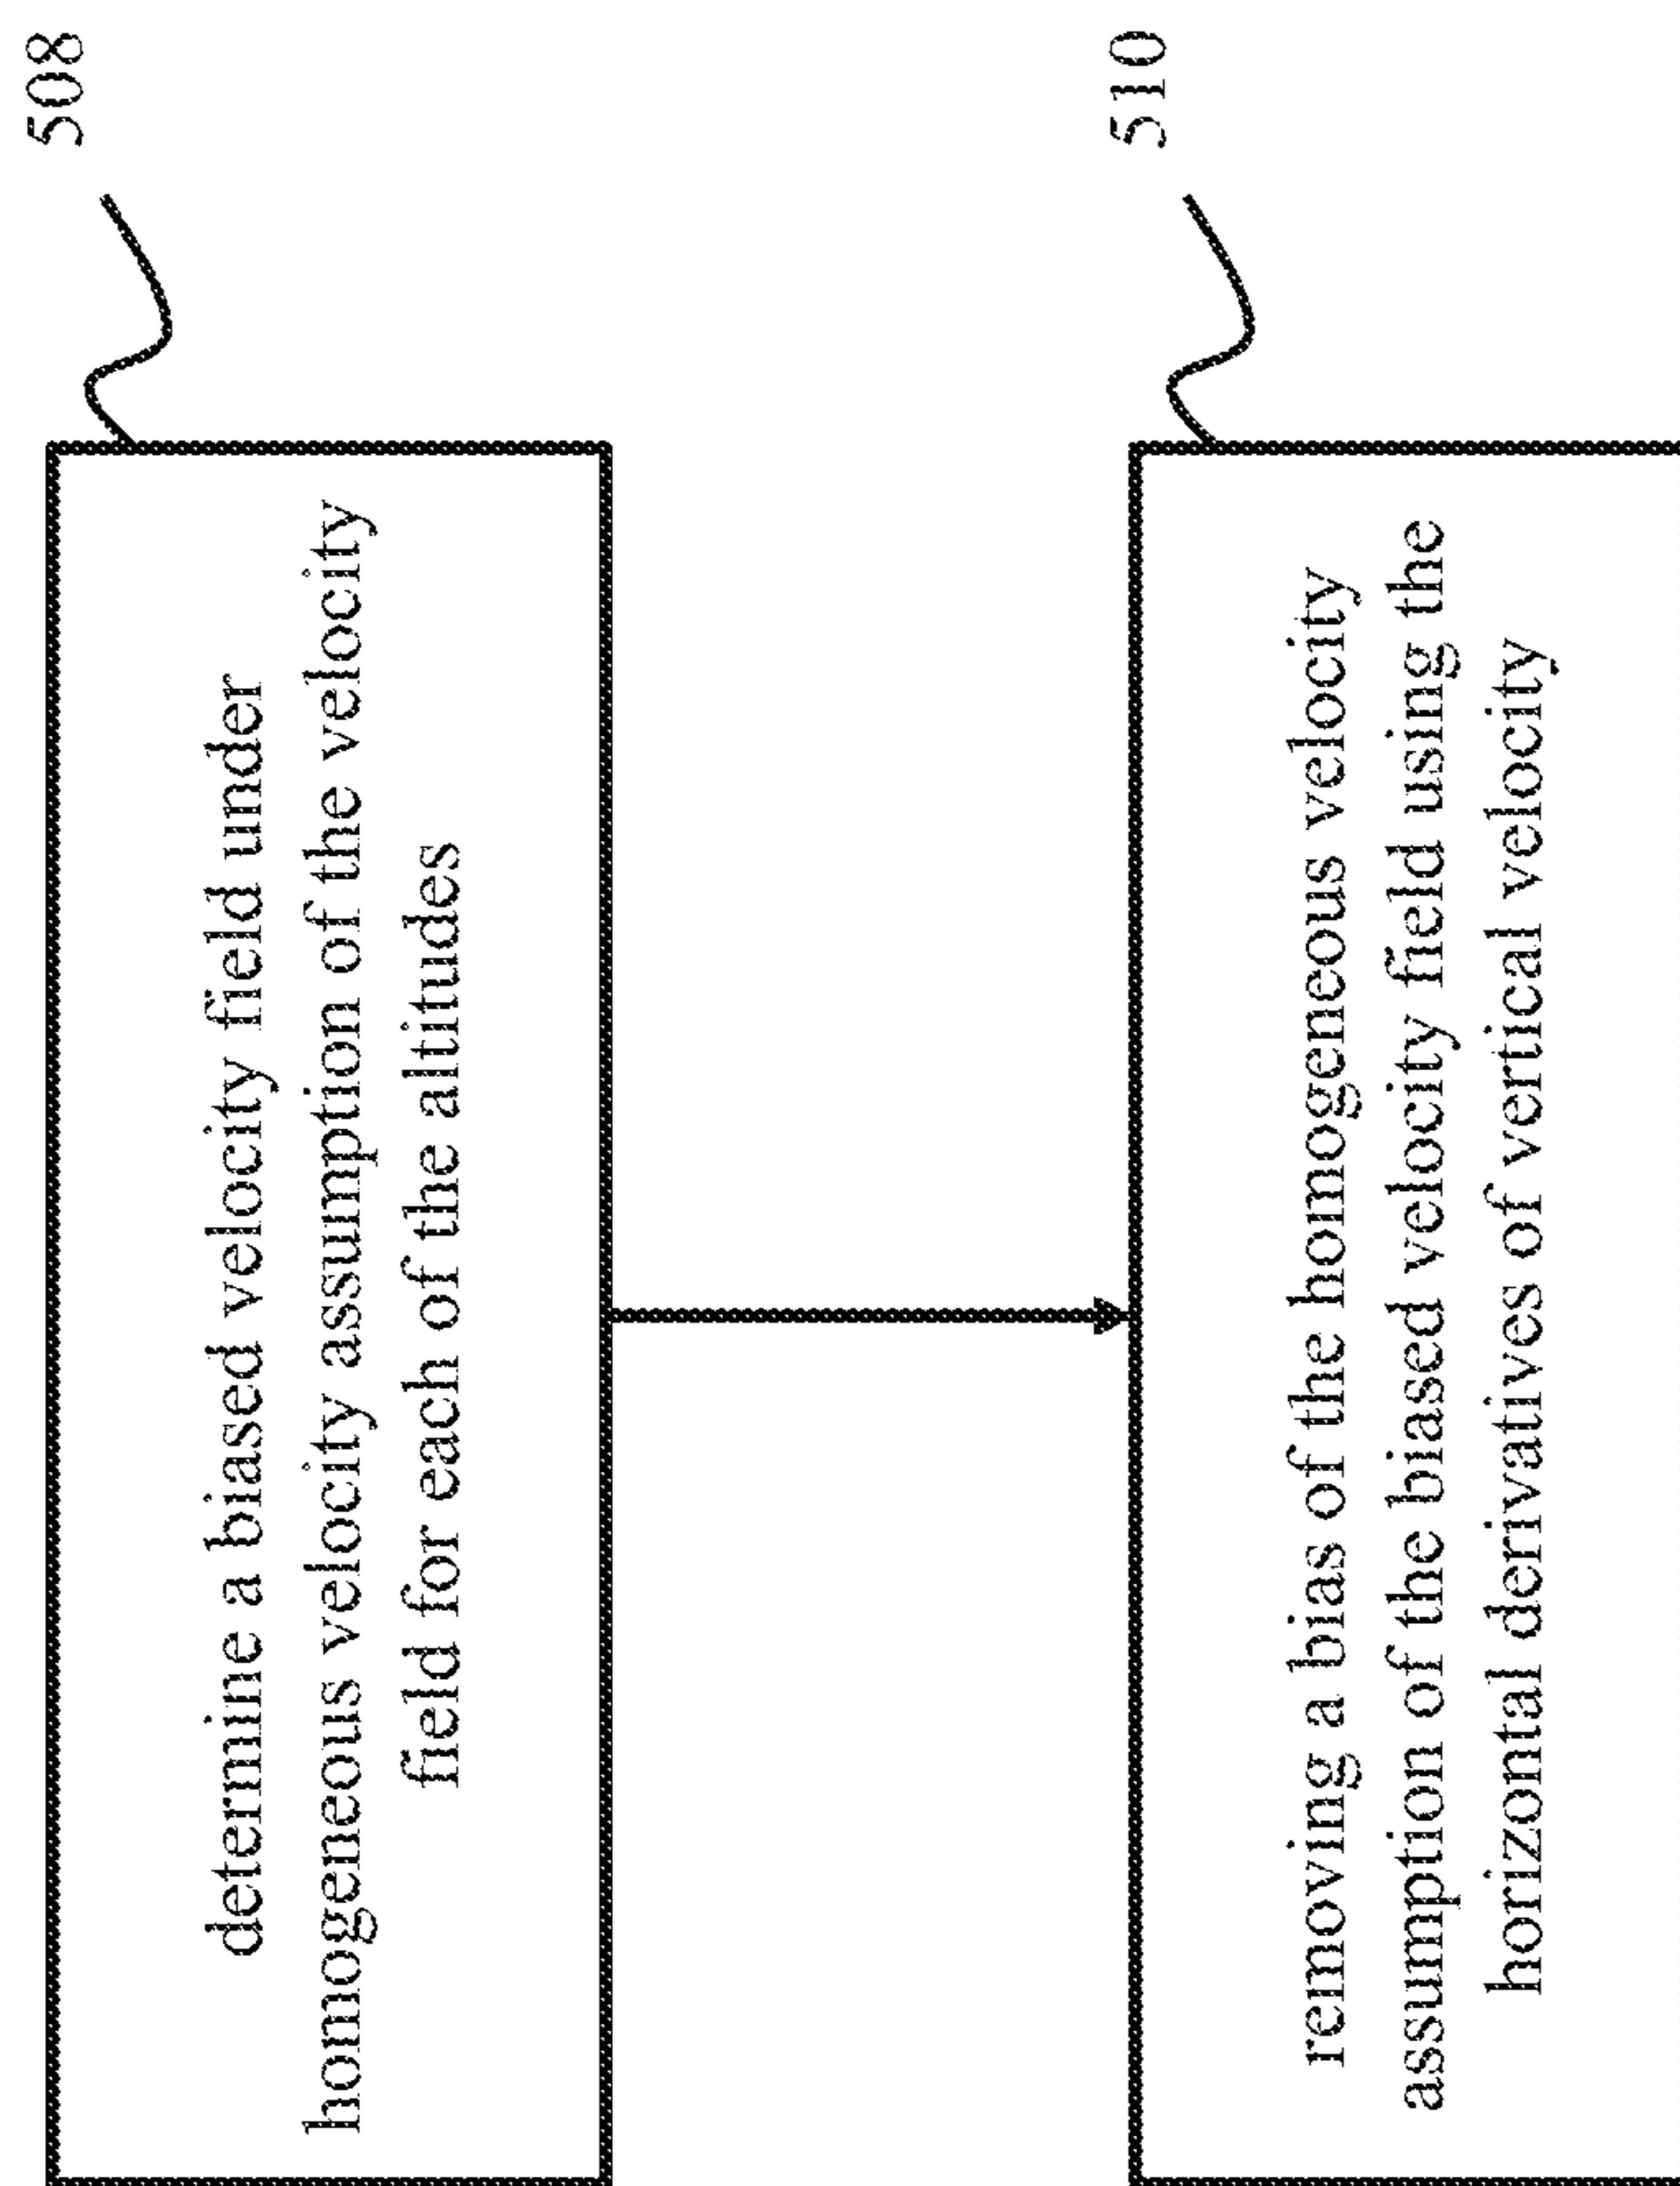 508
determine a biased velocity field under
homogeneous velocity assumption of the velocity
field for each of the altitudes
510
removing a bias of the homogeneous velocity
assumption of the biased velocity field using the
horizontal derivatives of vertical velocity